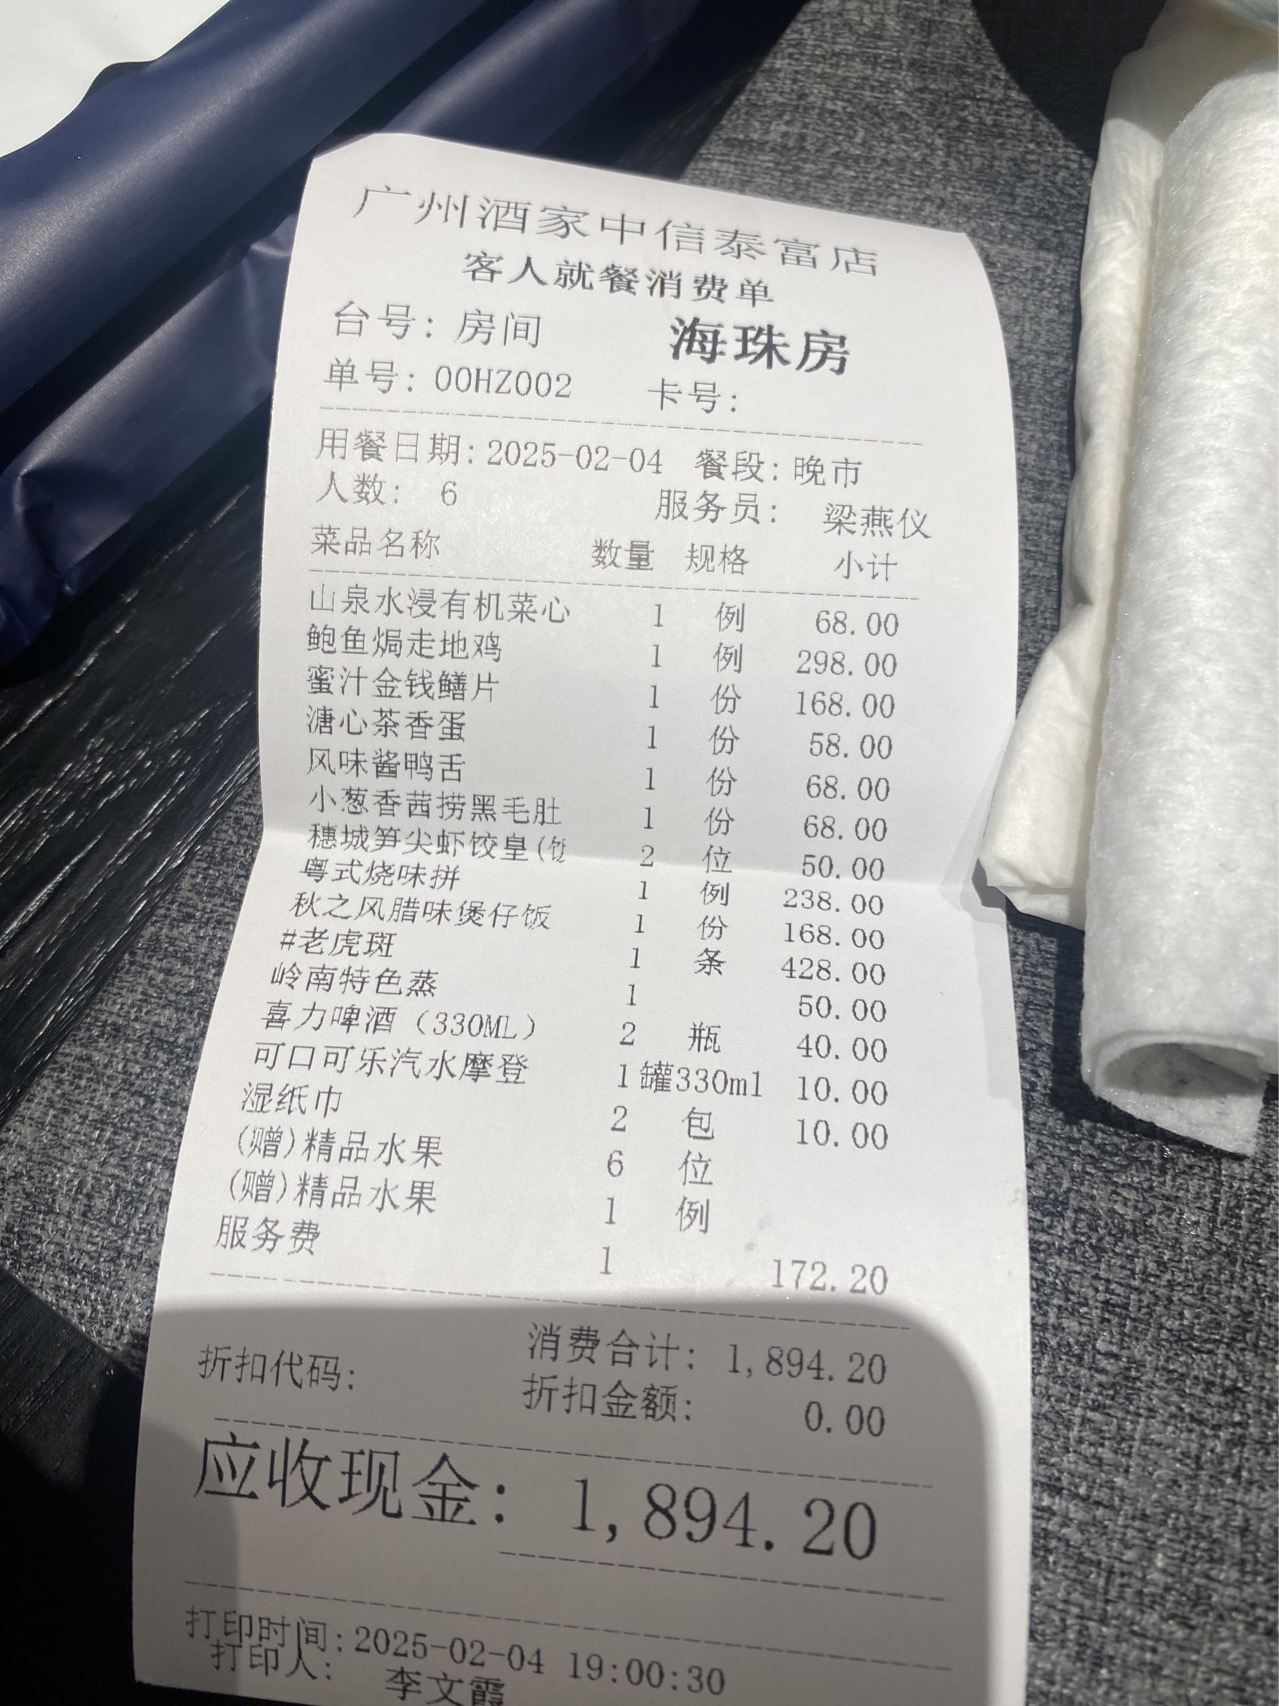 广州酒家中信泰富店
客人就餐消费单
台号: 房间 海珠房
单号: 00HZ002 卡号:
用餐日期: 2025-02-04 餐段: 晚市
人数: 6 服务员: 梁燕仪
菜品名称 数量 规格 小计
山泉水浸有机菜心 1 例 68.00
鲍鱼焗走地鸡 1 例 298.00
蜜汁金钱鳝片 1 份 168.00
溏心茶香蛋 1 份 58.00
风味酱鸭舌 1 份 68.00
小葱香茜捞黑毛肚 1 份 68.00
穗城笋尖虾饺皇( 2 位 50.00
粤式烧味拼 1 例 238.00
秋之风腊味煲仔饭 1 份 168.00
#老虎斑 1 条 428.00
岭南特色蒸 1 50.00
喜力啤酒（330ML） 2 瓶 40.00
可口可乐汽水摩登 1 罐330ml 10.00
湿纸巾 2 包 10.00
(赠)精品水果 6 位
(赠)精品水果 1 例
服务费 1 172.20
消费合计: 1,894.20
折扣代码: 折扣金额: 0.00
应收现金: 1,894.20
打印时间: 2025-02-04 19:00:30
打印人: 李文霞